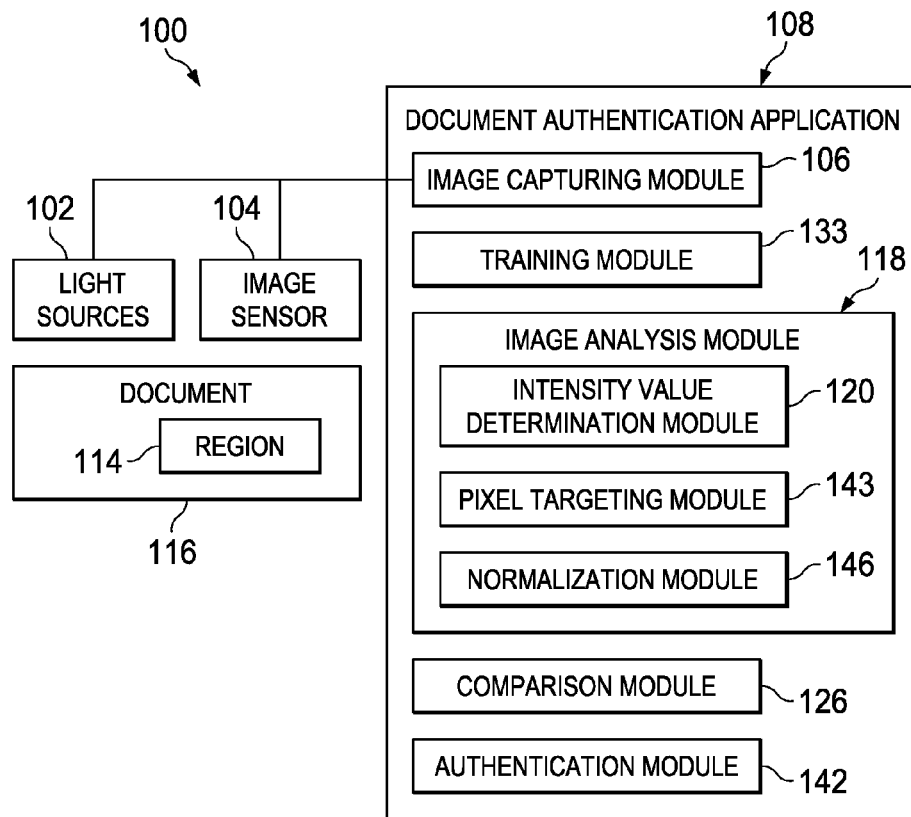 100
108
DOCUMENT AUTHENTICATION APPLICATION
IMAGE CAPTURING MODULE
106
102
104
LIGHT
SOURCES
IMAGE
SENSOR
TRAINING MODULE
133
118
IMAGE ANALYSIS MODULE
DOCUMENT
REGION
114
116
INTENSITY VALUE
DETERMINATION MODULE
120
PIXEL TARGETING MODULE
143
NORMALIZATION MODULE
146
COMPARISON MODULE
126
AUTHENTICATION MODULE
142